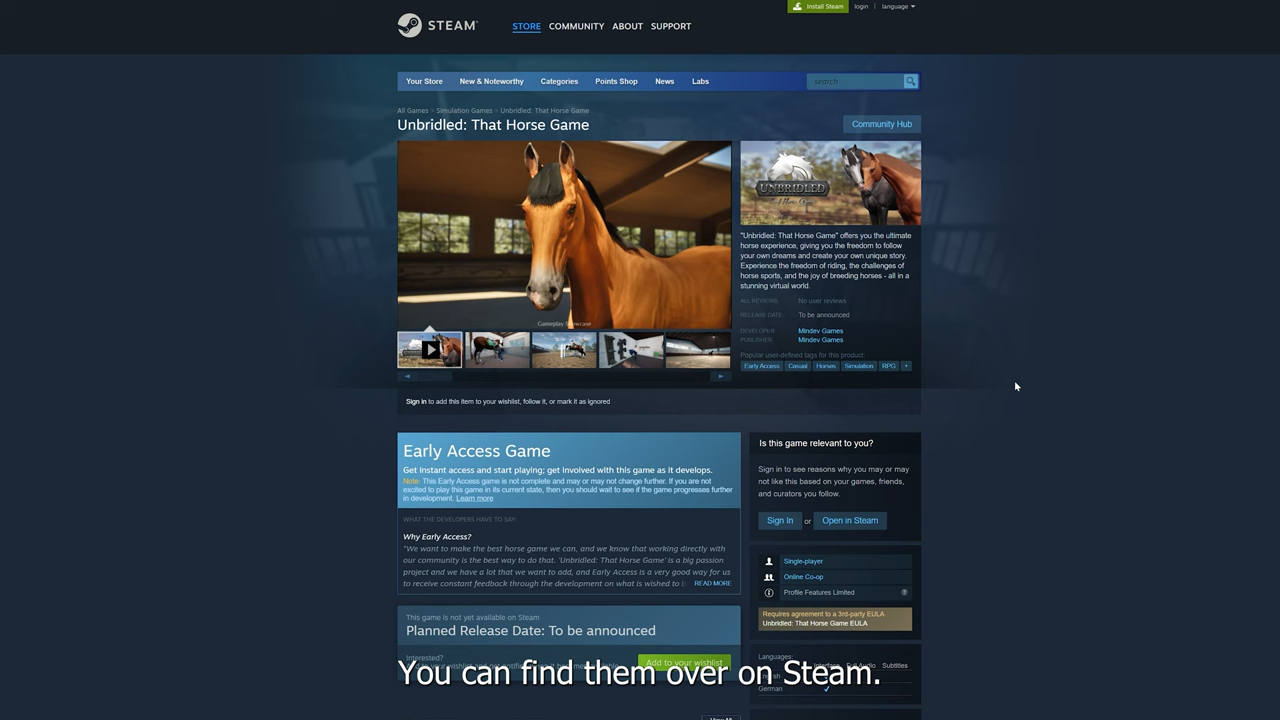 Install Steam
login | language
STEAM
STORE COMMUNITY ABOUT SUPPORT
Your Store New & Noteworthy Categories Points Shop News Labs
search
All Games > Simulation Games > Unbridled: That Horse Game
Unbridled: That Horse Game
Community Hub
UNBRIDLED
That Horse Game
Gameplay Showcase
"Unbridled: That Horse Game" offers you the ultimate
horse experience, giving you the freedom to follow
your own dreams and create your own unique story.
Experience the freedom of riding, the challenges of
horse sports, and the joy of breeding horses - all in a
stunning virtual world.
ALL REVIEWS: No user reviews
RELEASE DATE: To be announced
DEVELOPER: Mindev Games
PUBLISHER: Mindev Games
Popular user-defined tags for this product:
Early Access Casual Horses Simulation RPG +
Sign in to add this item to your wishlist, follow it, or mark it as ignored
Early Access Game
Get instant access and start playing; get involved with this game as it develops.
Note: This Early Access game is not complete and may or may not change further. If you are not
excited to play this game in its current state, then you should wait to see if the game progresses further
in development. Learn more
WHAT THE DEVELOPERS HAVE TO SAY:
Why Early Access?
"We want to make the best horse game we can, and we know that working directly with
our community is the best way to do that. 'Unbridled: That Horse Game' is a big passion
project and we have a lot that we want to add, and Early Access is a very good way for us
to receive constant feedback through the development on what is wished to READ MORE
This game is not yet available on Steam
Planned Release Date: To be announced
Interested?
Add to your wishlist
Is this game relevant to you?
Sign in to see reasons why you may or may
not like this based on your games, friends,
and curators you follow.
Sign In or Open in Steam
Single-player
Online Co-op
Profile Features Limited ?
Requires agreement to a 3rd-party EULA
Unbridled: That Horse Game EULA
Languages:
Interface Full Audio Subtitles
German ✔
You can find them over on Steam.
View All